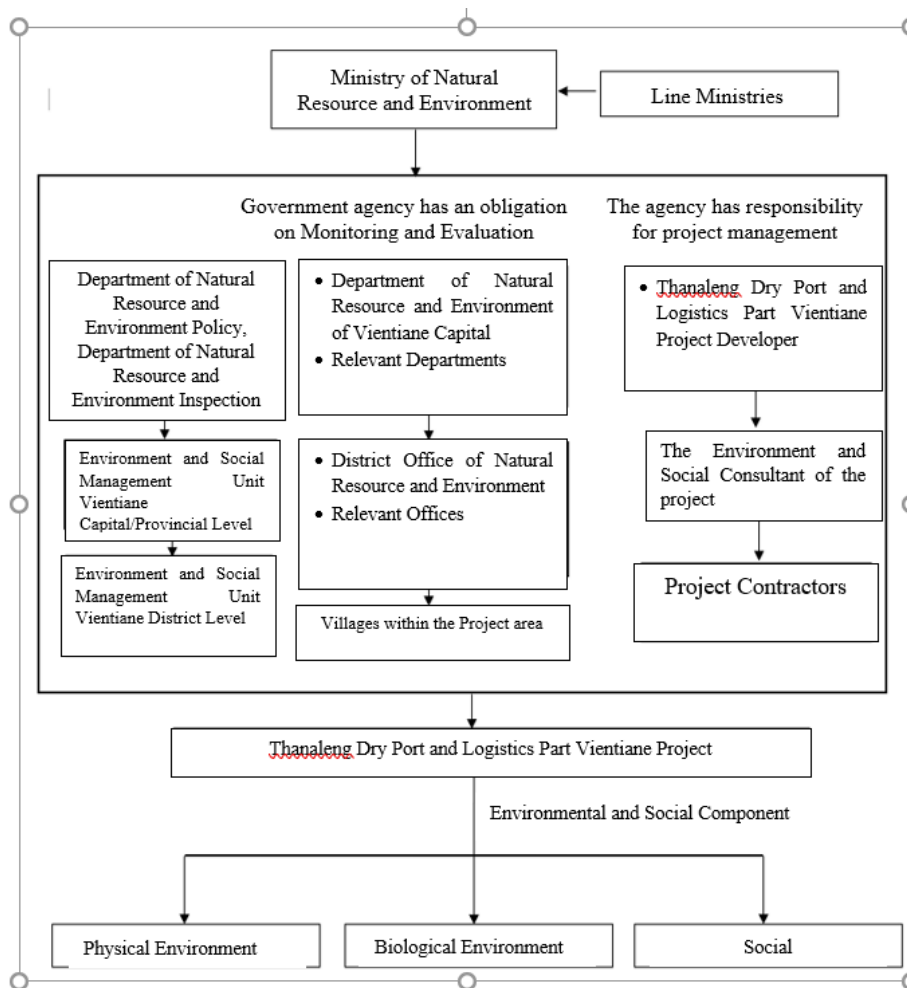 Ministry of Natural
Resource and Environment
Line Ministries
Government agency has an obligation
on Monitoring and Evaluation
The agency has responsibility
for project management
Department of Natural
Resource and
Environment Policy,
Department of Natural
Resource and
Environment Inspection
• Department of Natural
Resource and Environment
of Vientiane Capital
• Relevant Departments
• Thanaleng Dry Port and
Logistics Part Vientiane
Project Developer
Environment and Social
Management Unit
Vientiane
Capital/Provincial Level
• District Office of Natural
Resource and Environment
• Relevant Offices
The Environment and
Social Consultant of the
project
Environment and Social
Management Unit
Vientiane District Level
Villages within the Project area
Project Contractors
Thanaleng Dry Port and Logistics Part Vientiane Project
Environmental and Social Component
Physical Environment
Biological Environment
Social